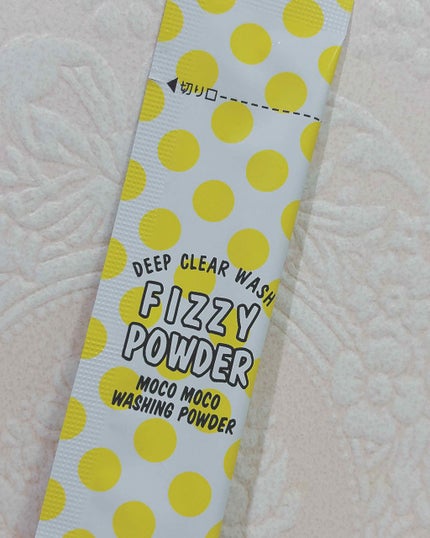 切り口
DEEP CLEAR WASH
FIZZY
POWDER
MOCO MOCO
WASHING POWDER